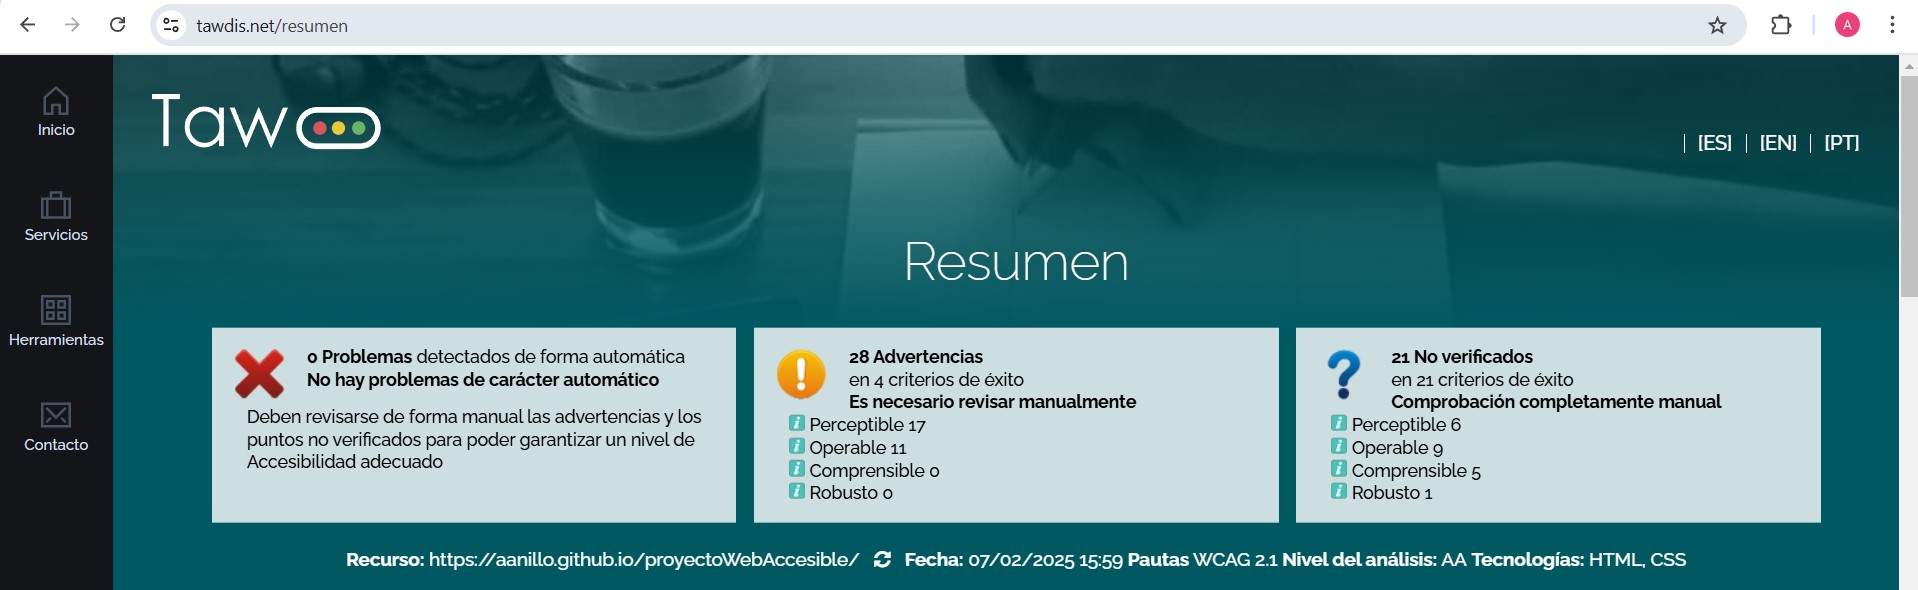 tawdis.net/resumen
A
Inicio
Servicios
Herramientas
Contacto
Taw
[ES] | [EN] | [PT]
Resumen
0 Problemas detectados de forma automática
No hay problemas de carácter automático
Deben revisarse de forma manual las advertencias y los
puntos no verificados para poder garantizar un nivel de
Accesibilidad adecuado
28 Advertencias
en 4 criterios de éxito
Es necesario revisar manualmente
Perceptible 17
Operable 11
Comprensible 0
Robusto 0
21 No verificados
en 21 criterios de éxito
Comprobación completamente manual
Perceptible 6
Operable 9
Comprensible 5
Robusto 1
Recurso: https://aanillo.github.io/proyectoWebAccesible/ Fecha: 07/02/2025 15:59 Pautas WCAG 2.1 Nivel del análisis: AA Tecnologías: HTML, CSS